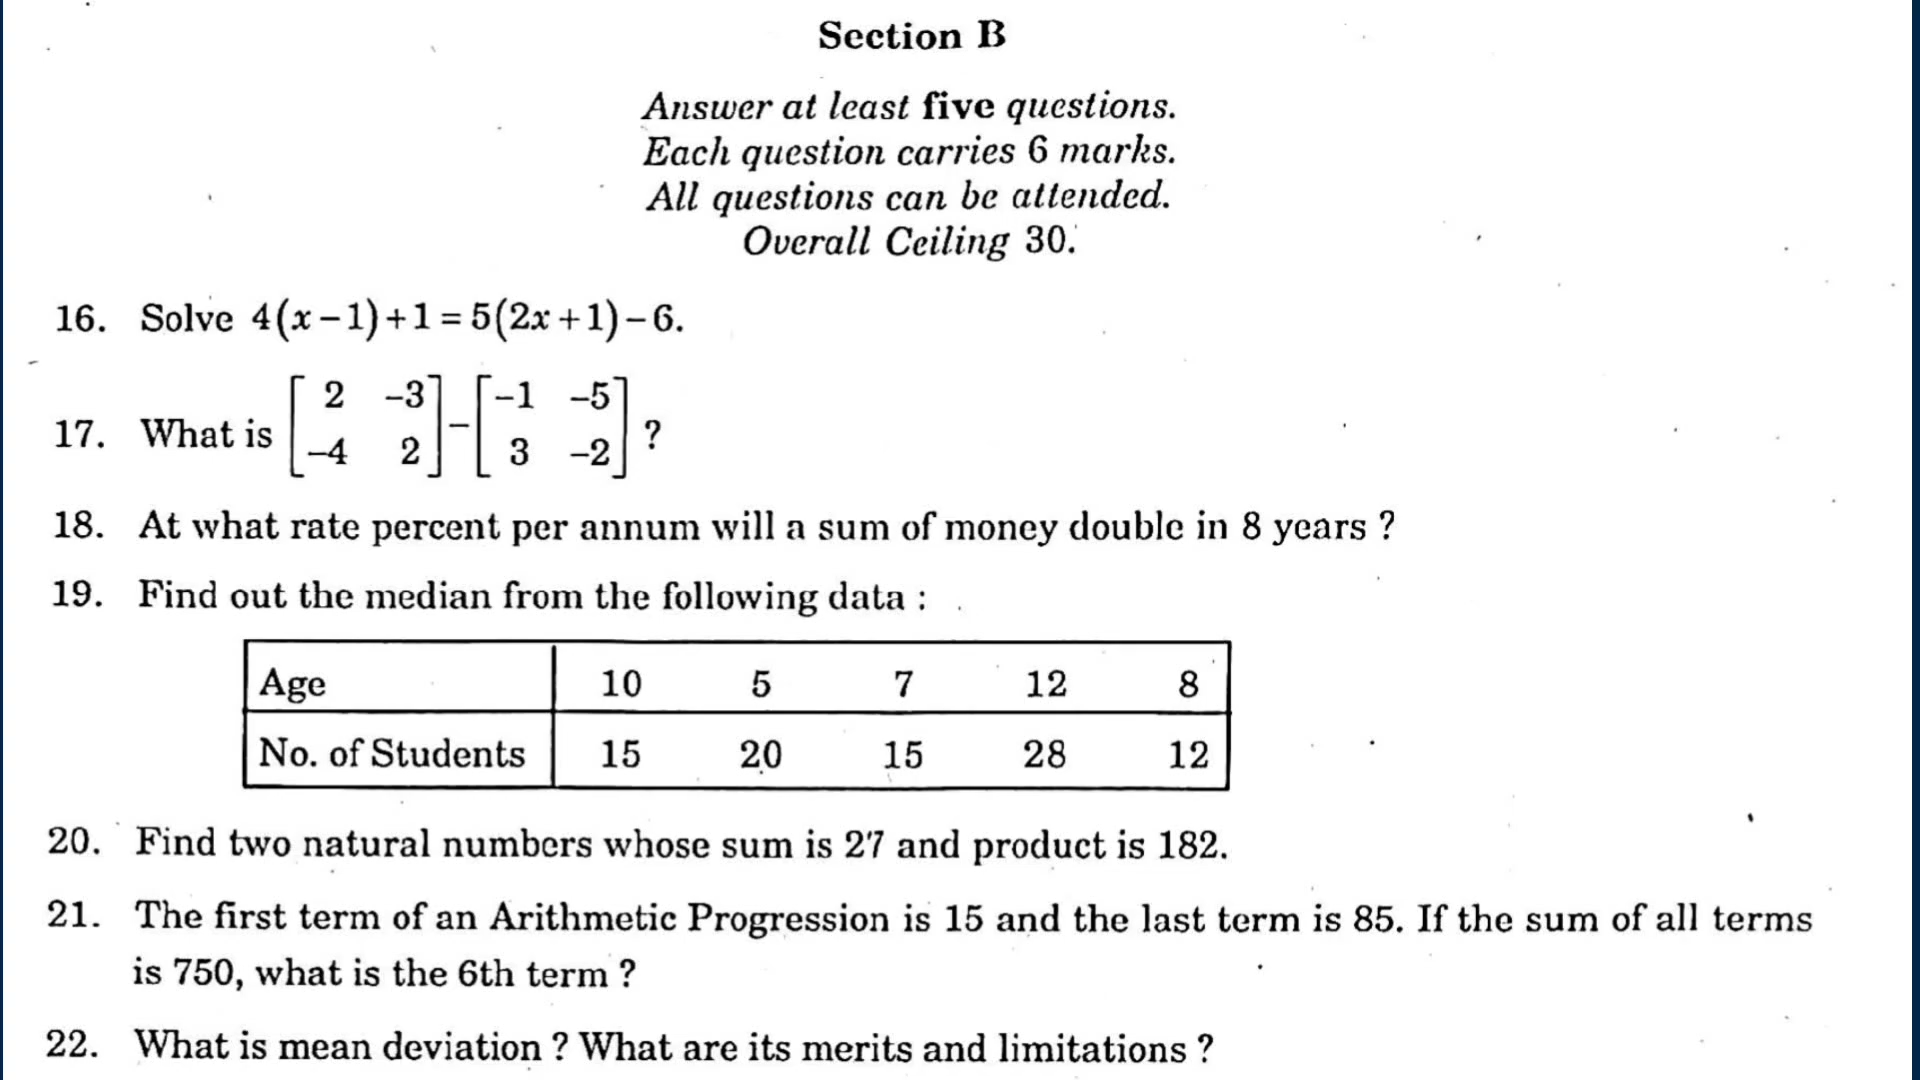 Section B
Answer at least five questions.
Each question carries 6 marks.
All questions can be attended.
Overall Ceiling 30.
16. Solve 4(x−1)+1=5(2x+1)−6.
17. What is [2 −3; −4 2] − [−1 −5; 3 −2] ?
18. At what rate percent per annum will a sum of money double in 8 years ?
19. Find out the median from the following data :
Age 10 5 7 12 8
No. of Students 15 20 15 28 12
20. Find two natural numbers whose sum is 27 and product is 182.
21. The first term of an Arithmetic Progression is 15 and the last term is 85. If the sum of all terms
is 750, what is the 6th term ?
22. What is mean deviation ? What are its merits and limitations ?